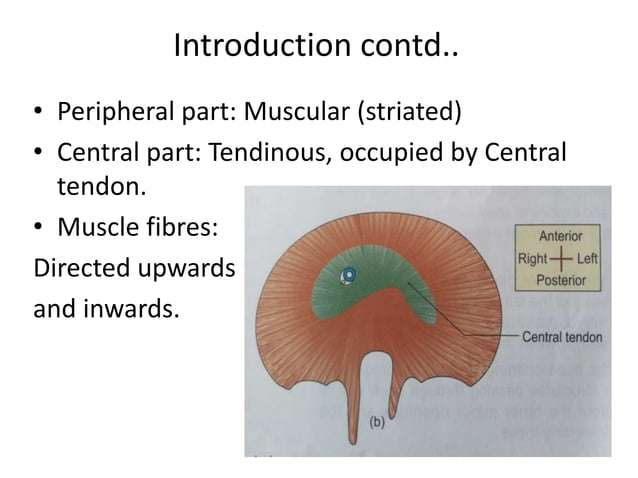 Introduction contd..
• Peripheral part: Muscular (striated)
• Central part: Tendinous, occupied by Central
tendon.
• Muscle fibres:
Directed upwards
and inwards.
Anterior
Right Left
Posterior
Central tendon
(b)